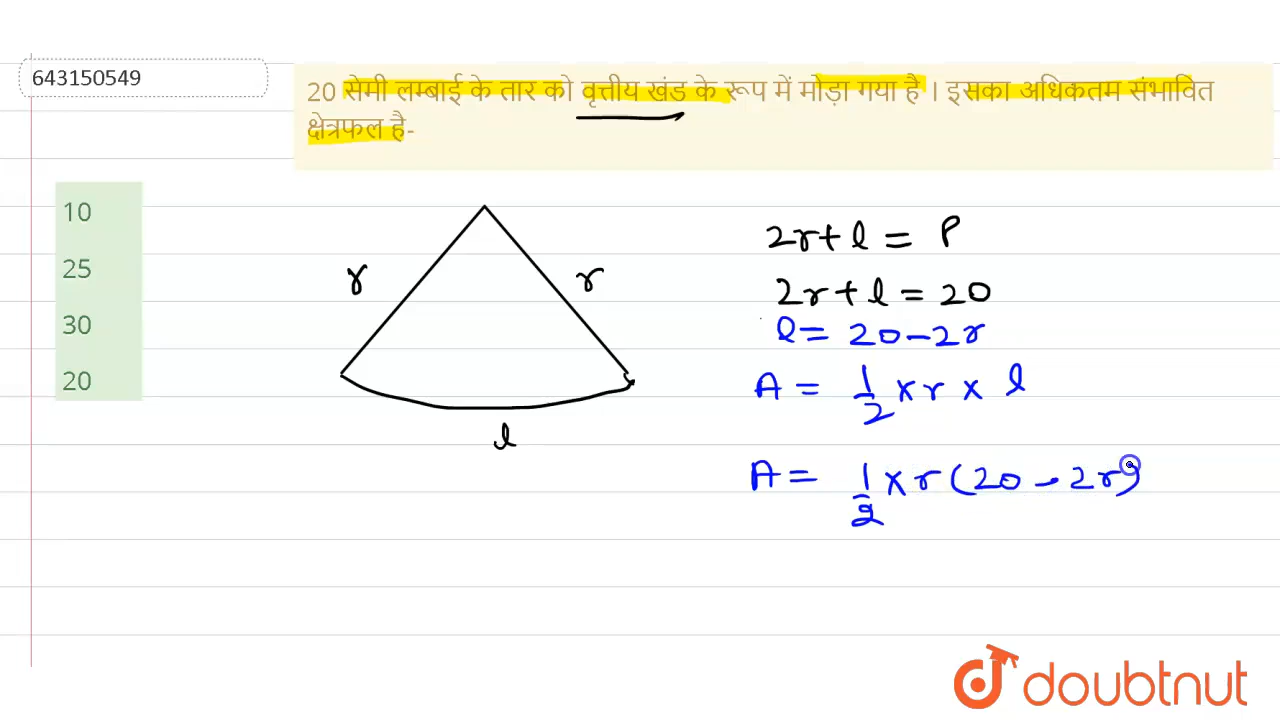 643150549
20 सेमी लम्बाई के तार को वृत्तीय खंड के रूप में मोड़ा गया है । इसका अधिकतम संभावित
क्षेत्रफल है-
10
25
30
20
r
r
l
2r+l = P
2r+l = 20
l = 20-2r
A = 1/2 × r × l
A = 1/2 × r (20-2r)
doubtnut